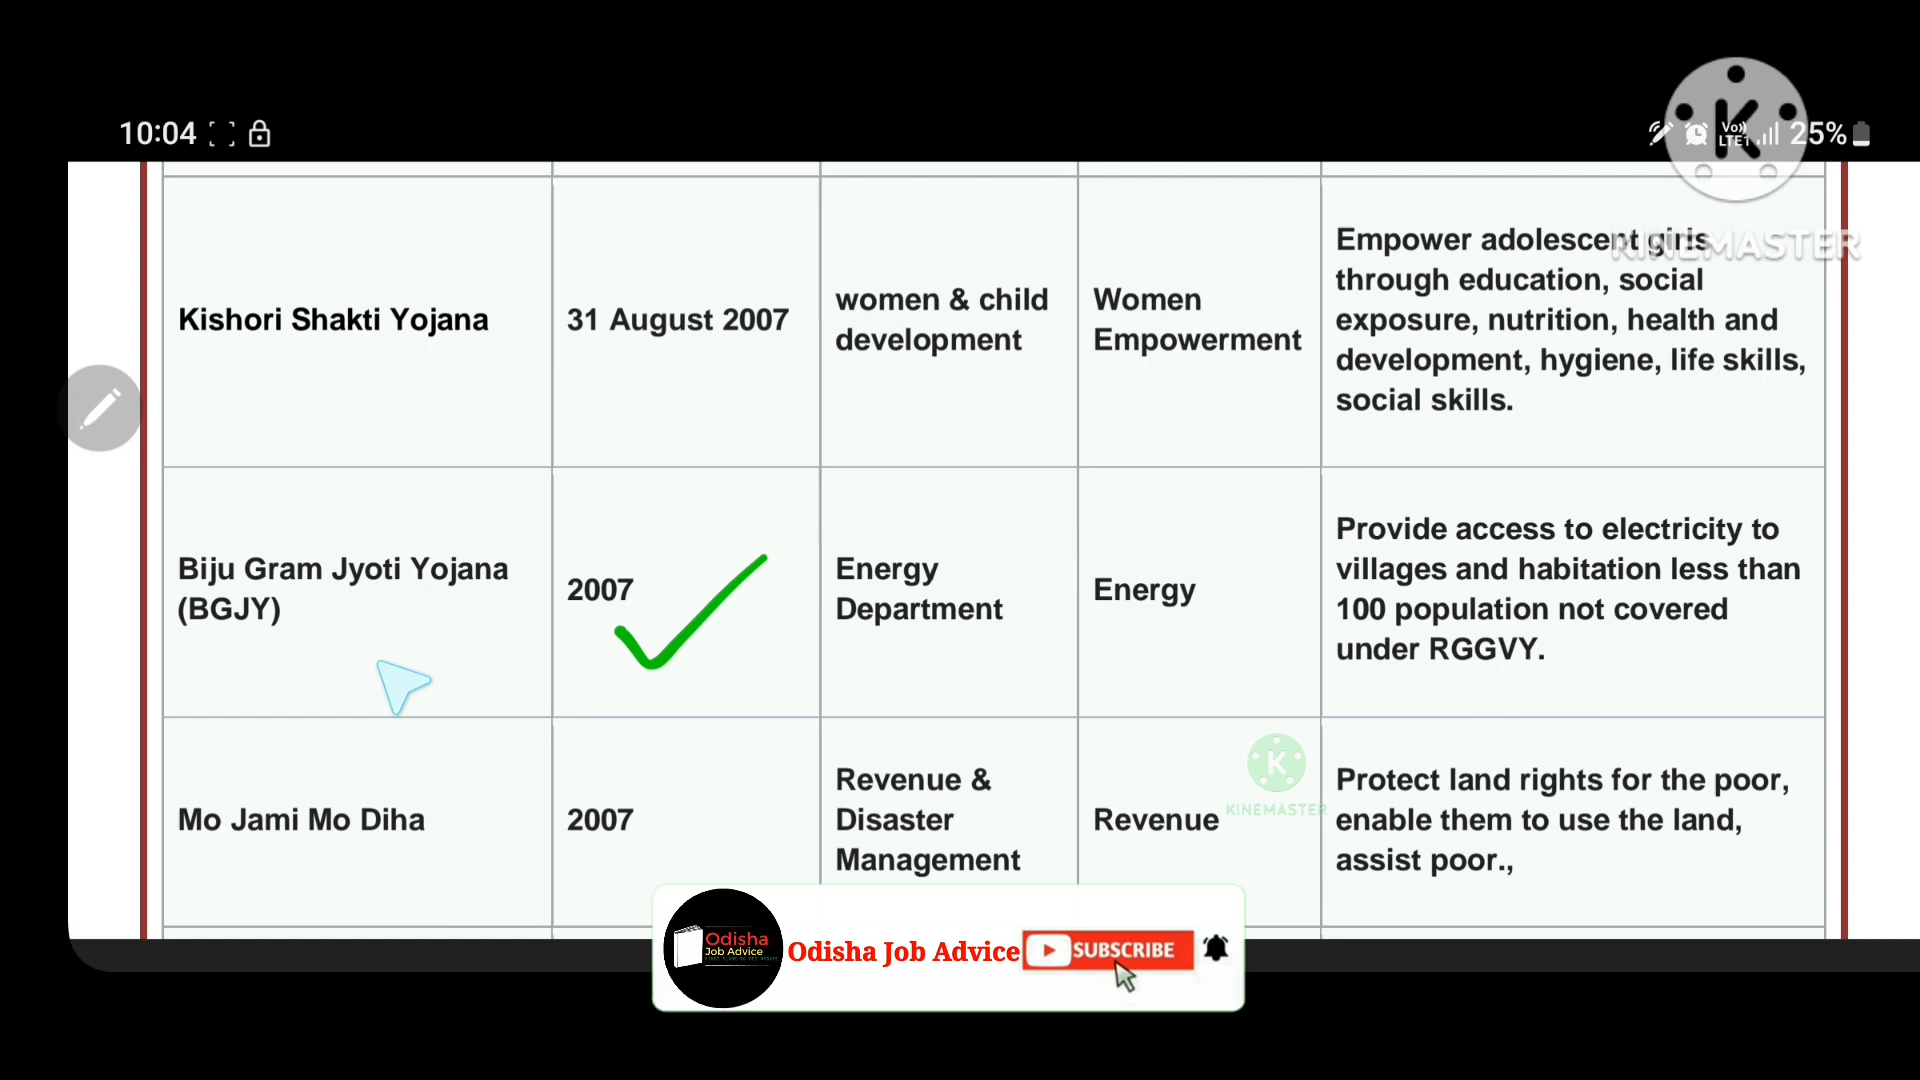 10:04
Vo))
LTE1
25%
KINEMASTER
Kishori Shakti Yojana
31 August 2007
women & child
development
Women
Empowerment
Empower adolescent girls
through education, social
exposure, nutrition, health and
development, hygiene, life skills,
social skills.
Biju Gram Jyoti Yojana
(BGJY)
2007
Energy
Department
Energy
Provide access to electricity to
villages and habitation less than
100 population not covered
under RGGVY.
Mo Jami Mo Diha
2007
Revenue &
Disaster
Management
Revenue
KINEMASTER
Protect land rights for the poor,
enable them to use the land,
assist poor.,
Odisha
Job Advice
Odisha Job Advice
SUBSCRIBE